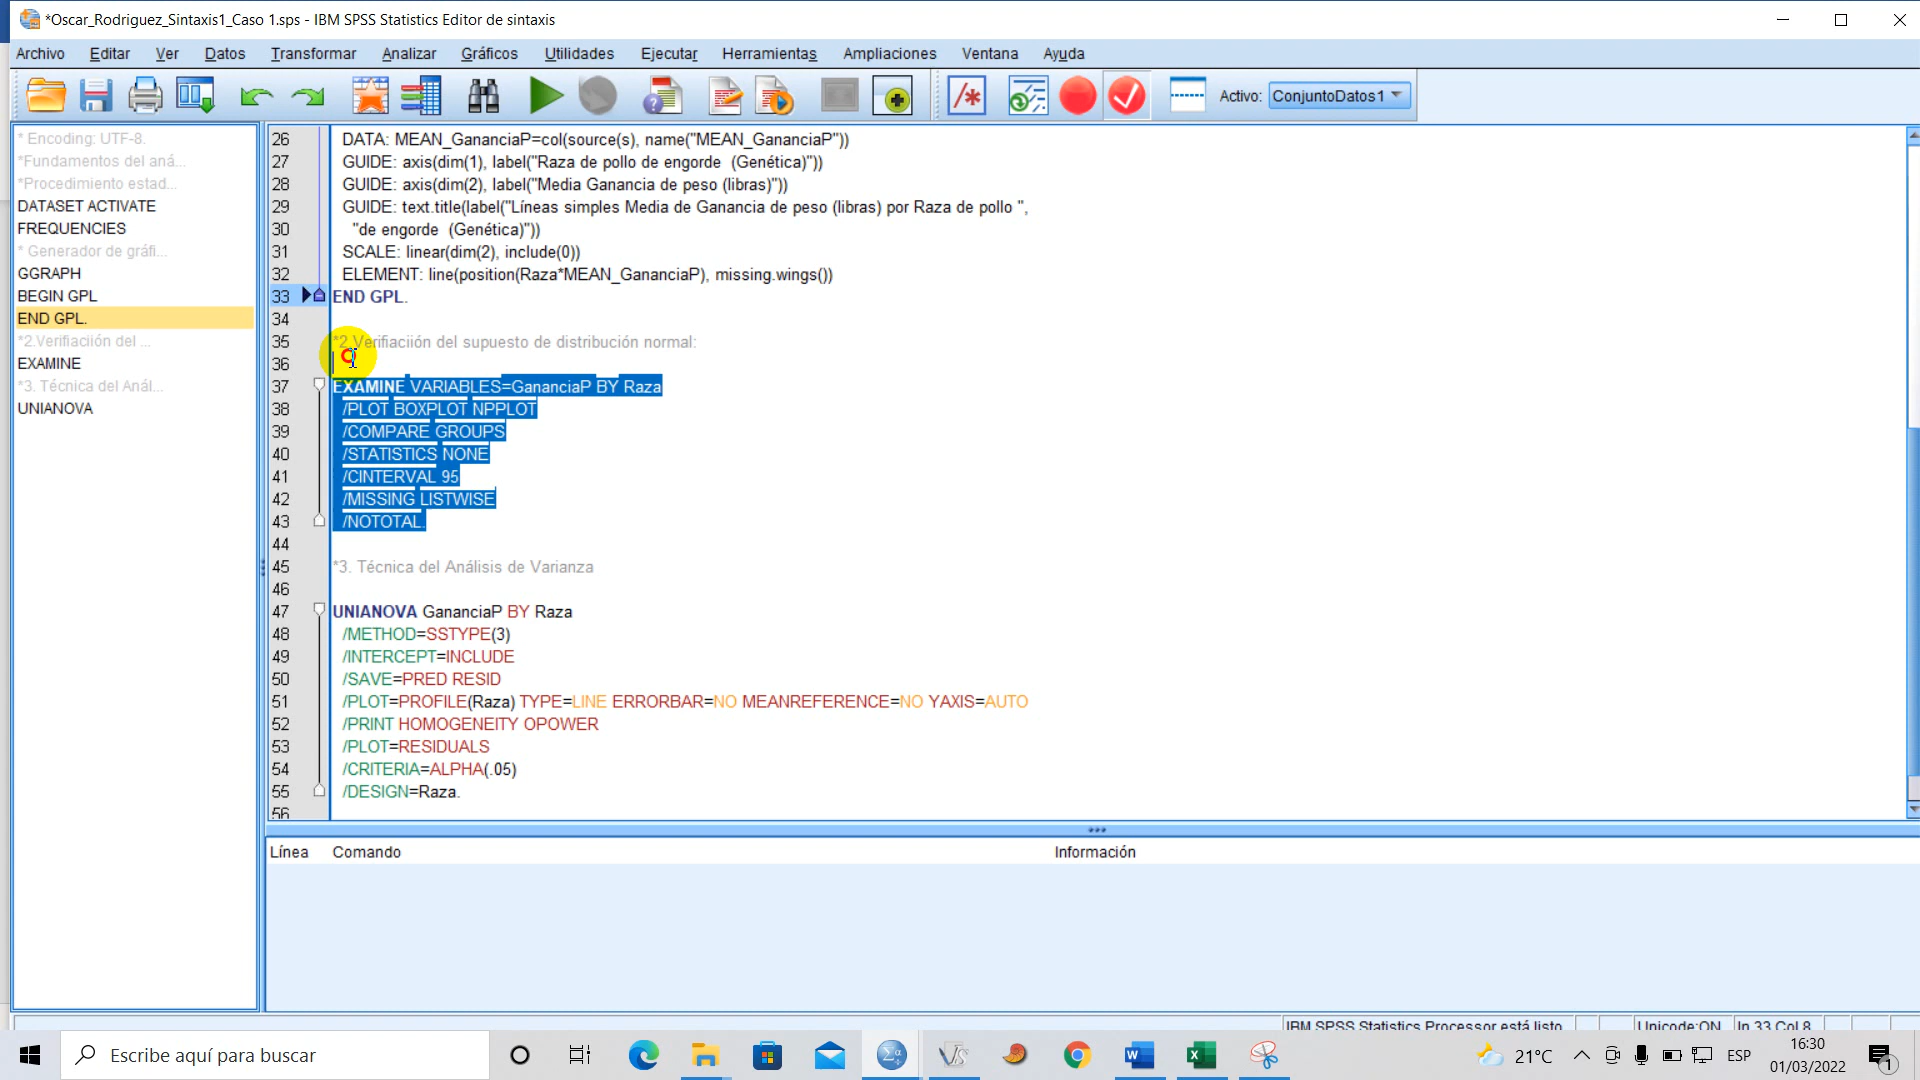 *Oscar_Rodriguez_Sintaxis1_Caso 1.sps - IBM SPSS Statistics Editor de sintaxis
Archivo Editar Ver Datos Transformar Analizar Gráficos Utilidades Ejecutar Herramientas Ampliaciones Ventana Ayuda
Activo: ConjuntoDatos1
* Encoding: UTF-8.
*Fundamentos del aná...
*Procedimiento estad...
DATASET ACTIVATE
FREQUENCIES
* Generador de gráfi...
GGRAPH
BEGIN GPL
END GPL.
*2.Verifiaciión del ...
EXAMINE
*3. Técnica del Anál...
UNIANOVA
26 DATA: MEAN_GananciaP=col(source(s), name("MEAN_GananciaP"))
27 GUIDE: axis(dim(1), label("Raza de pollo de engorde  (Genética)"))
28 GUIDE: axis(dim(2), label("Media Ganancia de peso (libras)"))
29 GUIDE: text.title(label("Líneas simples Media de Ganancia de peso (libras) por Raza de pollo ",
30 "de engorde  (Genética)"))
31 SCALE: linear(dim(2), include(0))
32 ELEMENT: line(position(Raza*MEAN_GananciaP), missing.wings())
33 END GPL.
34
35 *2.Verifiaciión del supuesto de distribución normal:
36
37 EXAMINE VARIABLES=GananciaP BY Raza
38 /PLOT BOXPLOT NPPLOT
39 /COMPARE GROUPS
40 /STATISTICS NONE
41 /CINTERVAL 95
42 /MISSING LISTWISE
43 /NOTOTAL.
44
45 *3. Técnica del Análisis de Varianza
46
47 UNIANOVA GananciaP BY Raza
48 /METHOD=SSTYPE(3)
49 /INTERCEPT=INCLUDE
50 /SAVE=PRED RESID
51 /PLOT=PROFILE(Raza) TYPE=LINE ERRORBAR=NO MEANREFERENCE=NO YAXIS=AUTO
52 /PRINT HOMOGENEITY OPOWER
53 /PLOT=RESIDUALS
54 /CRITERIA=ALPHA(.05)
55 /DESIGN=Raza.
56
Línea Comando Información
IBM SPSS Statistics Processor está listo Unicode:ON In 33 Col 8
Escribe aquí para buscar
21°C ESP
16:30
01/03/2022
1